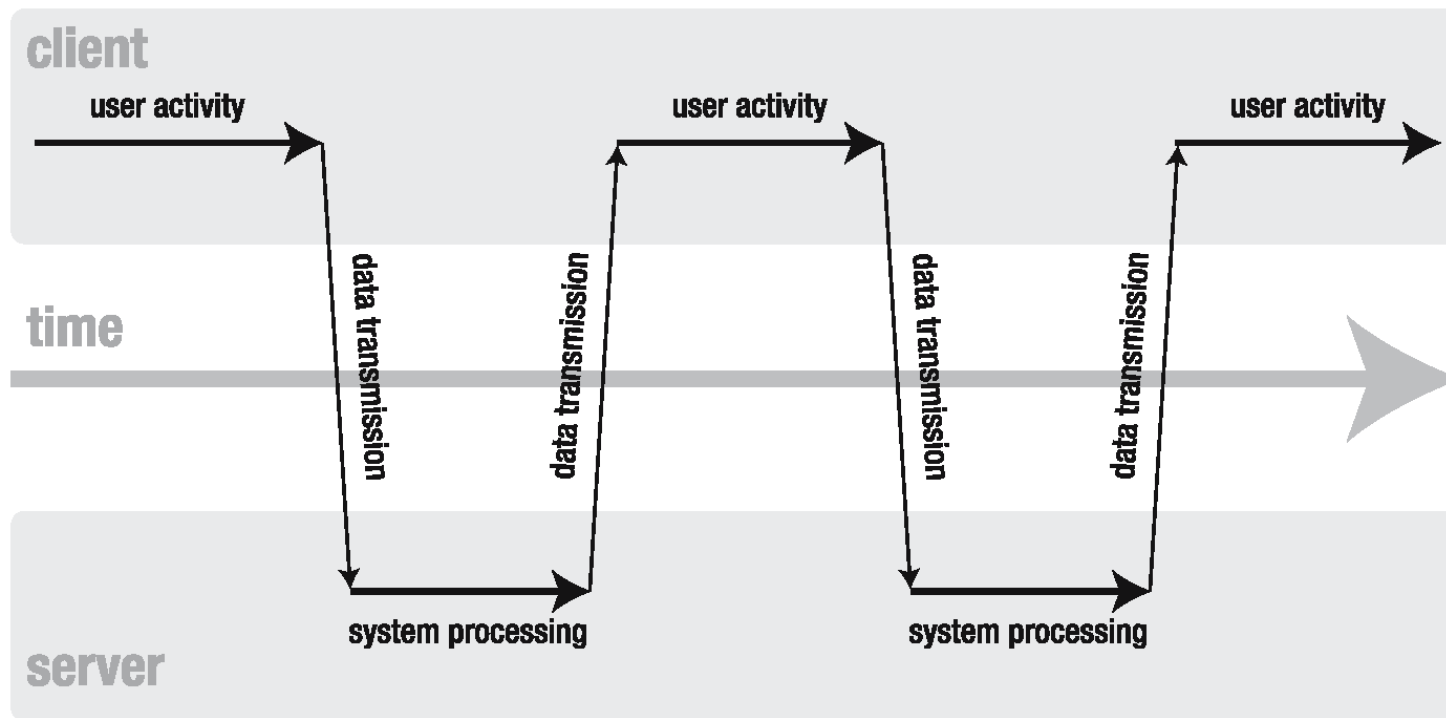 client
user activity
user activity
user activity
data transmission
data transmission
data transmission
data transmission
time
system processing
system processing
server